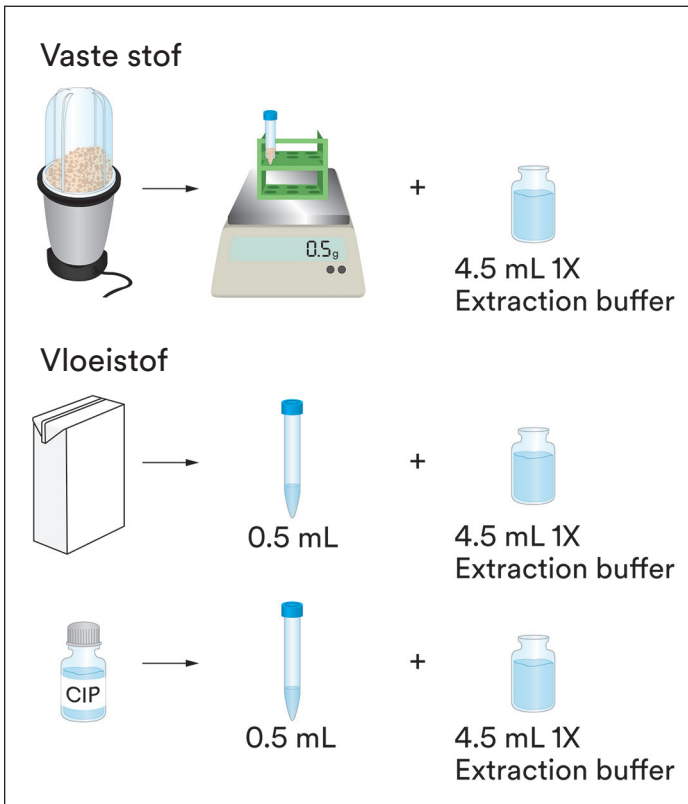 Vaste stof
0.5g
+
4.5 mL 1X
Extraction buffer
Vloeistof
+
0.5 mL
4.5 mL 1X
Extraction buffer
CIP
+
0.5 mL
4.5 mL 1X
Extraction buffer